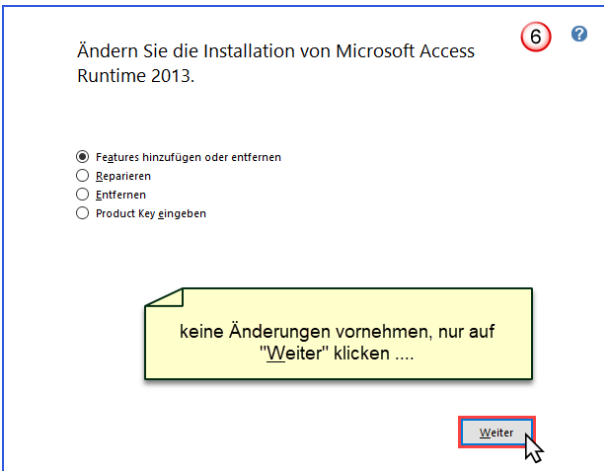 Ändern Sie die Installation von Microsoft Access
Runtime 2013.
6
?
Features hinzufügen oder entfernen
Reparieren
Entfernen
Product Key eingeben
keine Änderungen vornehmen, nur auf
"Weiter" klicken ....
Weiter